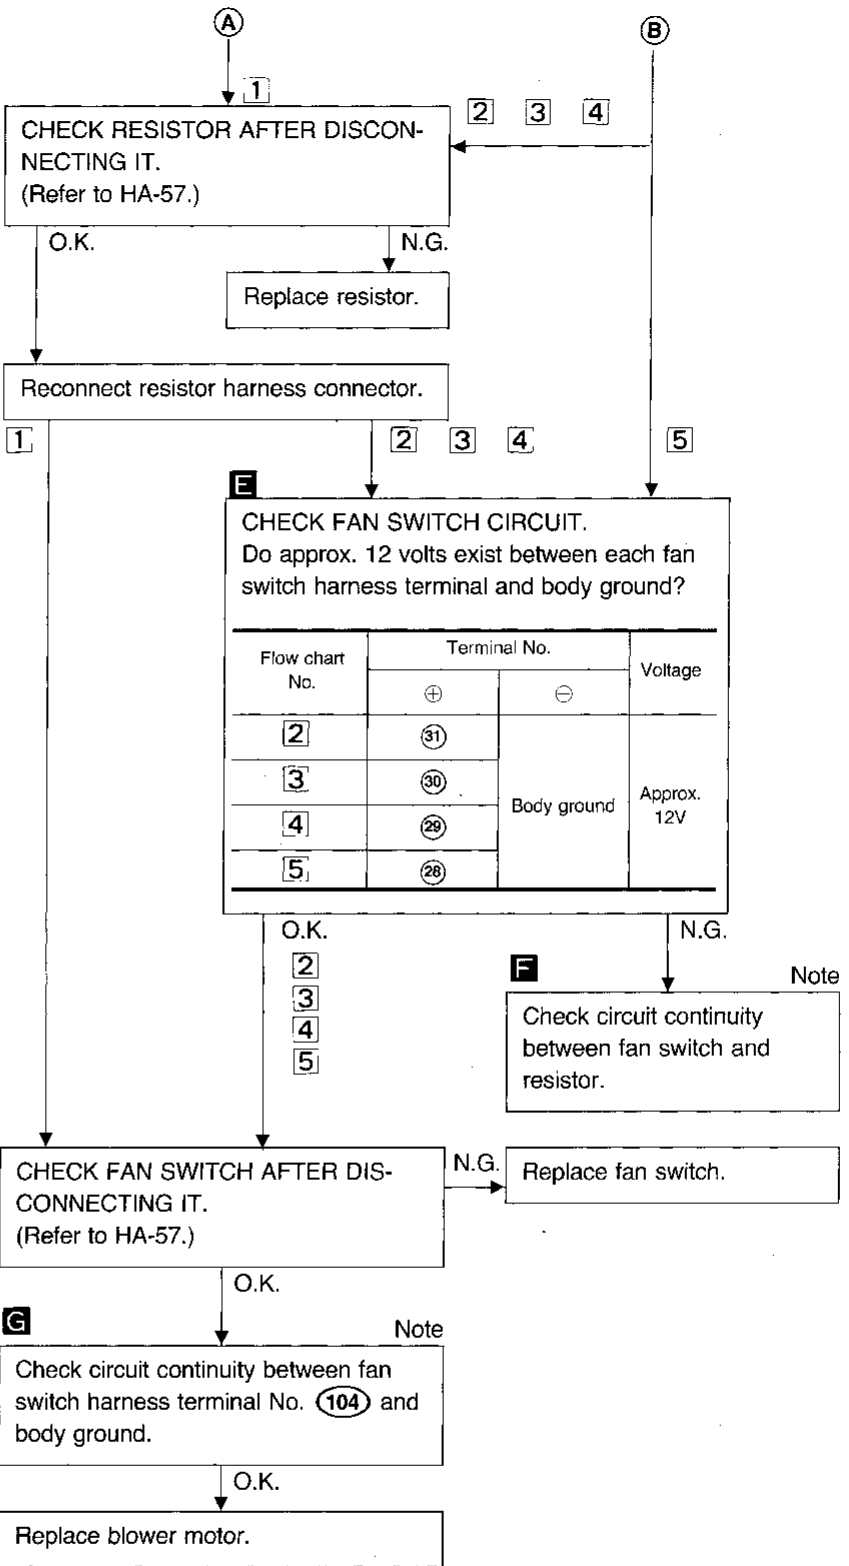 A
B
1
2 3 4
CHECK RESISTOR AFTER DISCON-
NECTING IT.
(Refer to HA-57.)
O.K.
N.G.
Replace resistor.
Reconnect resistor harness connector.
1
2 3 4
5
E
CHECK FAN SWITCH CIRCUIT.
Do approx. 12 volts exist between each fan
switch harness terminal and body ground?
Flow chart
No.
Terminal No.
Voltage
⊕
⊖
2
31
3
30
4
29
5
28
Body ground
Approx.
12V
O.K.
N.G.
2
3
4
5
F
Note
Check circuit continuity
between fan switch and
resistor.
CHECK FAN SWITCH AFTER DIS-
CONNECTING IT.
(Refer to HA-57.)
N.G.
Replace fan switch.
O.K.
G
Note
Check circuit continuity between fan
switch harness terminal No. 104 and
body ground.
O.K.
Replace blower motor.